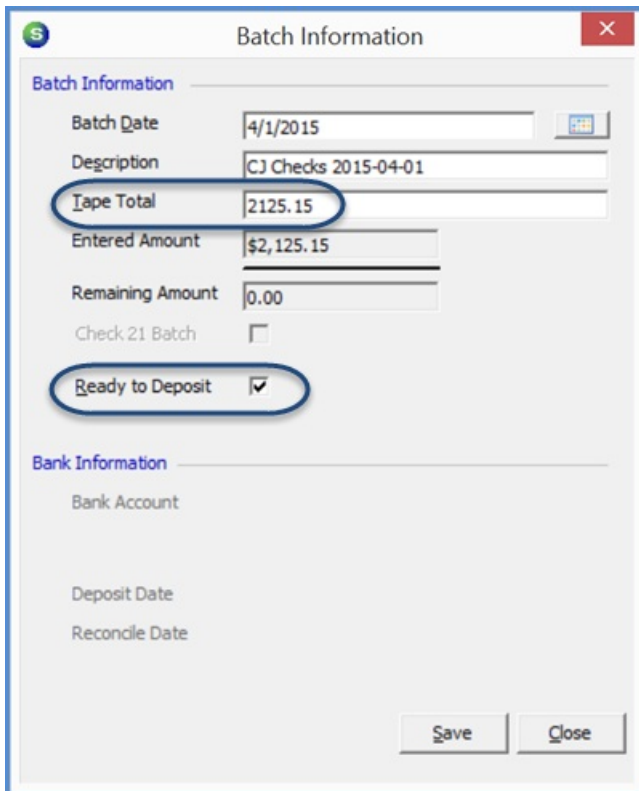 S
Batch Information
Batch Information
Batch Date 4/1/2015
Description CJ Checks 2015-04-01
Tape Total 2125.15
Entered Amount $2,125.15
Remaining Amount 0.00
Check 21 Batch
Ready to Deposit
Bank Information
Bank Account
Deposit Date
Reconcile Date
Save Close